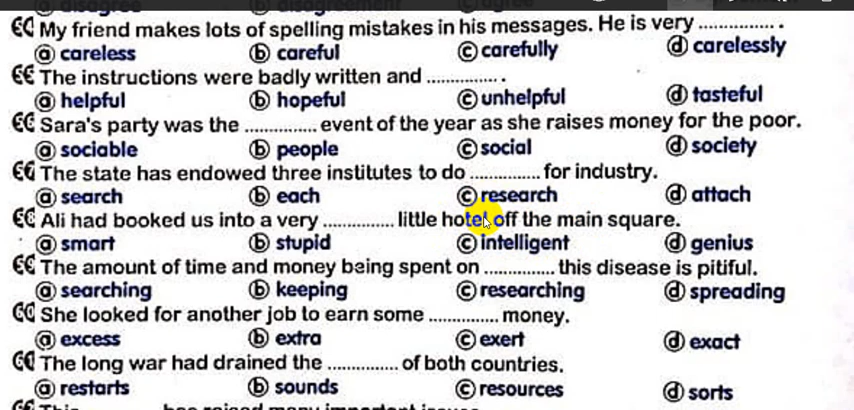 My friend makes lots of spelling mistakes in his messages. He is very ............... .
ⓐ careless ⓑ careful ⓒ carefully ⓓ carelessly
The instructions were badly written and ............... .
ⓐ helpful ⓑ hopeful ⓒ unhelpful ⓓ tasteful
Sara's party was the ............... event of the year as she raises money for the poor.
ⓐ sociable ⓑ people ⓒ social ⓓ society
The state has endowed three institutes to do ............... for industry.
ⓐ search ⓑ each ⓒ research ⓓ attach
Ali had booked us into a very ............... little hotel off the main square.
ⓐ smart ⓑ stupid ⓒ intelligent ⓓ genius
The amount of time and money being spent on ............... this disease is pitiful.
ⓐ searching ⓑ keeping ⓒ researching ⓓ spreading
She looked for another job to earn some ............... money.
ⓐ excess ⓑ extra ⓒ exert ⓓ exact
The long war had drained the ............... of both countries.
ⓐ restarts ⓑ sounds ⓒ resources ⓓ sorts